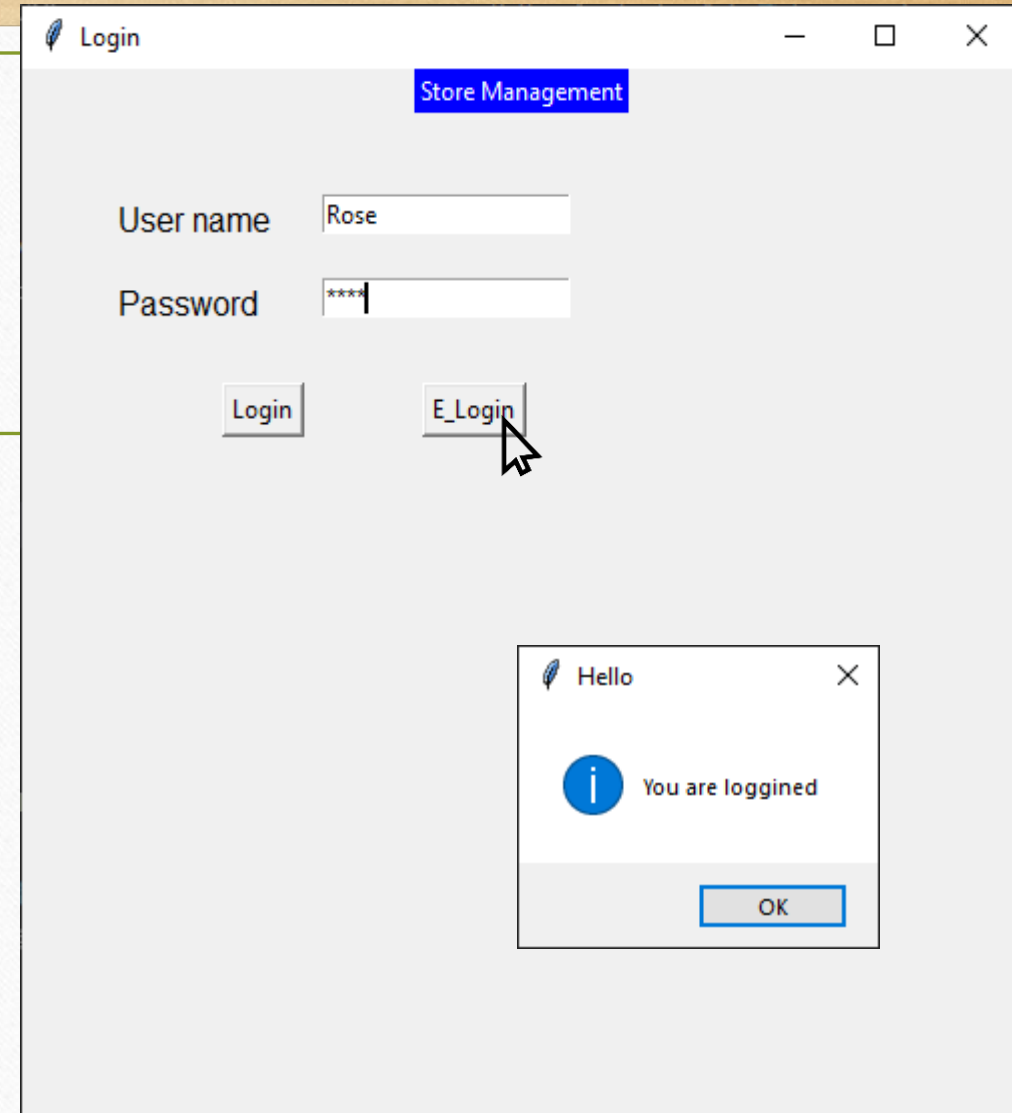 Login
Store Management
User name
Rose
Password
****
Login
E_Login
Hello
You are loggined
OK